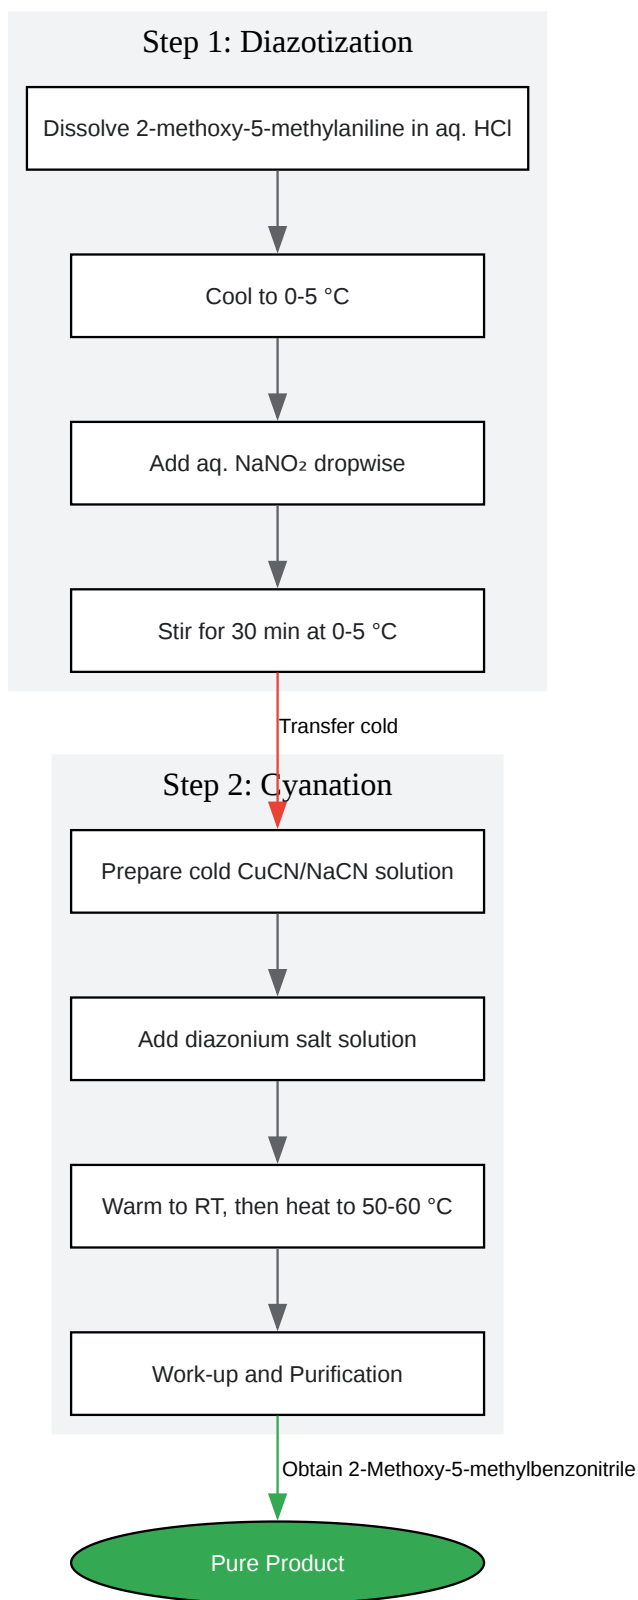 Step 1: Diazotization
Dissolve 2-methoxy-5-methylaniline in aq. HCl
Cool to 0-5 °C
Add aq. NaNO₂ dropwise
Stir for 30 min at 0-5 °C
Transfer cold
Step 2: Cyanation
Prepare cold CuCN/NaCN solution
Add diazonium salt solution
Warm to RT, then heat to 50-60 °C
Work-up and Purification
Obtain 2-Methoxy-5-methylbenzonitrile
Pure Product